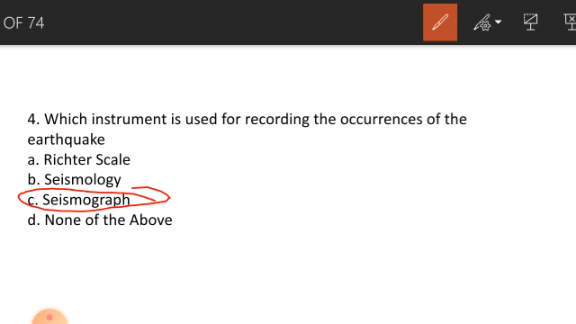 OF 74
4. Which instrument is used for recording the occurrences of the
earthquake
a. Richter Scale
b. Seismology
c. Seismograph
d. None of the Above